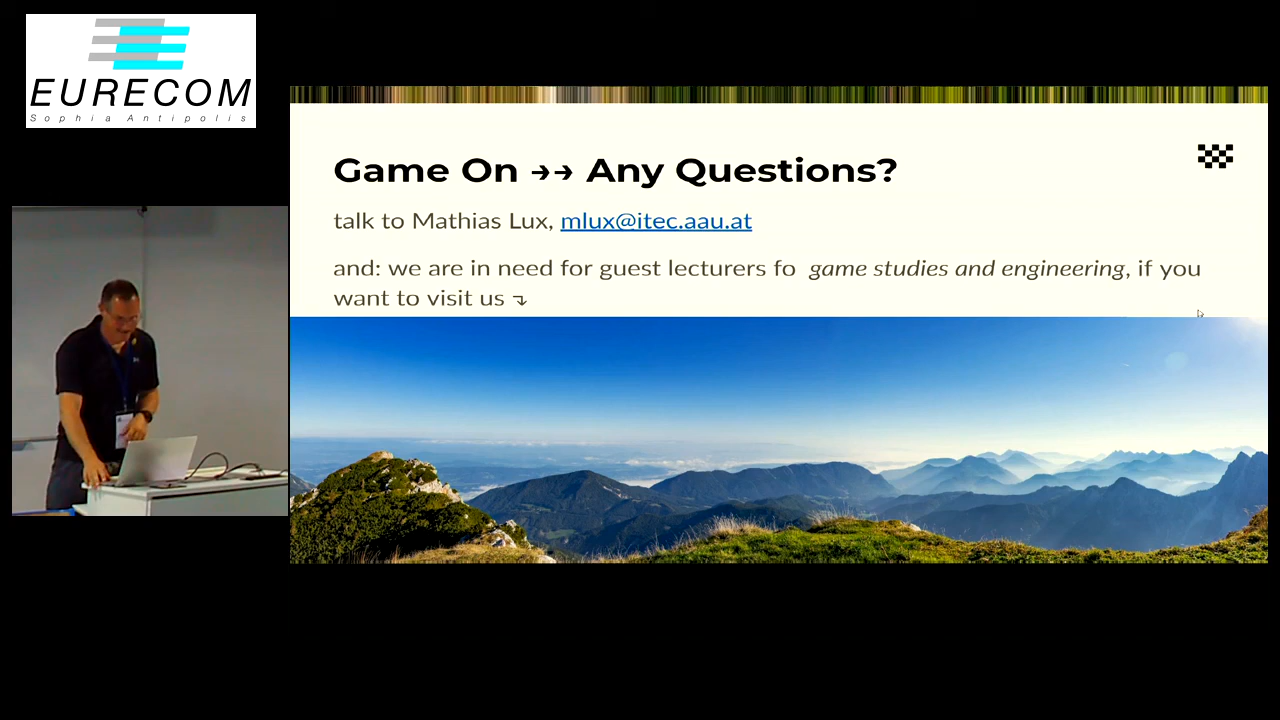 EURECOM
Sophia Antipolis
Game On →→ Any Questions?
talk to Mathias Lux, mlux@itec.aau.at
and: we are in need for guest lecturers fo game studies and engineering, if you
want to visit us ↴